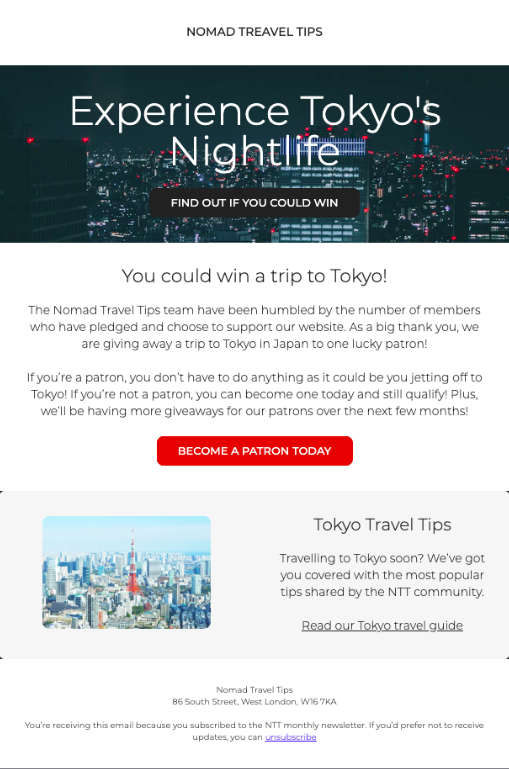 NOMAD TREAVEL TIPS
Experience Tokyo's
Nightlife
FIND OUT IF YOU COULD WIN
You could win a trip to Tokyo!
The Nomad Travel Tips team have been humbled by the number of members
who have pledged and choose to support our website. As a big thank you, we
are giving away a trip to Tokyo in Japan to one lucky patron!
If you're a patron, you don't have to do anything as it could be you jetting off to
Tokyo! If you're not a patron, you can become one today and still qualify! Plus,
we'll be having more giveaways for our patrons over the next few months!
BECOME A PATRON TODAY
Tokyo Travel Tips
Travelling to Tokyo soon? We've got
you covered with the most popular
tips shared by the NTT community.
Read our Tokyo travel guide
Nomad Travel Tips
86 South Street, West London, W16 7KA
You're receiving this email because you subscribed to the NTT monthly newsletter. If you'd prefer not to receive
updates, you can unsubscribe